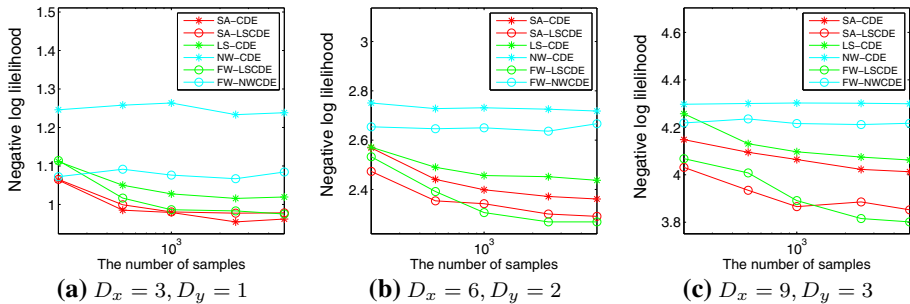 1.5
1.4
1.3
1.2
1.1
1
Negative log lilelihood
SA−CDE
SA−LSCDE
LS−CDE
NW−CDE
FW−LSCDE
FW−NWCDE
10^3
The number of samples
(a) D_x = 3, D_y = 1
3
2.8
2.6
2.4
Negative log lilelihood
SA−CDE
SA−LSCDE
LS−CDE
NW−CDE
FW−LSCDE
FW−NWCDE
10^3
The number of samples
(b) D_x = 6, D_y = 2
4.6
4.4
4.2
4
3.8
Negative log lilelihood
SA−CDE
SA−LSCDE
LS−CDE
NW−CDE
FW−LSCDE
FW−NWCDE
10^3
The number of samples
(c) D_x = 9, D_y = 3